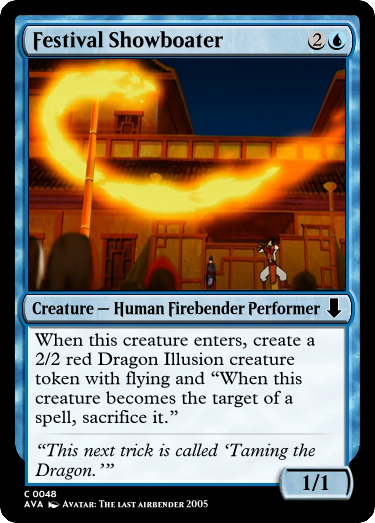 Festival Showboater 2
Creature — Human Firebender Performer
When this creature enters, create a
2/2 red Dragon Illusion creature
token with flying and “When this
creature becomes the target of a
spell, sacrifice it.”
“This next trick is called ‘Taming the
Dragon.’”
1/1
C 0048
AVA Avatar: The last airbender 2005